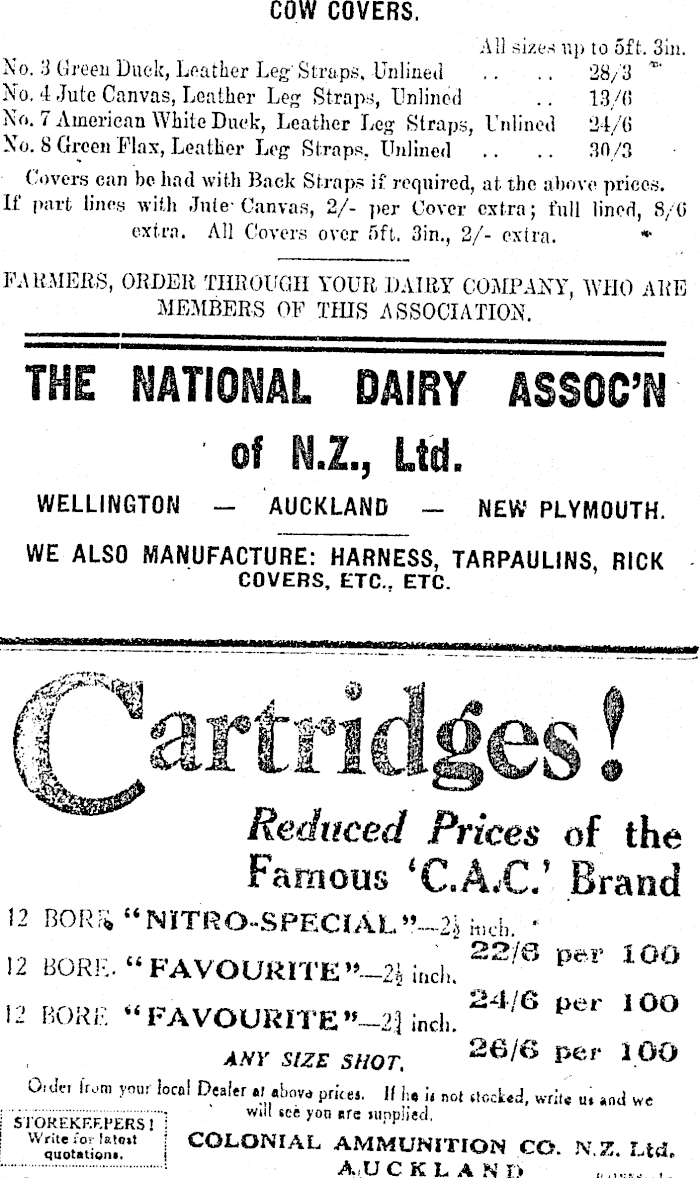 COW COVERS.
All sizes up to 5ft. 3in.
No. 3 Green Duck, Leather Leg Straps, Unlined .. .. 28/3
No. 4 Jute Canvas, Leather Leg Straps, Unlined .. 13/6
No. 7 American White Duck, Leather Leg Straps, Unlined 24/6
No. 8 Green Flax, Leather Leg Straps, Unlined .. .. 30/3
Covers can be had with Back Straps if required, at the above prices.
If part lines with Jute Canvas, 2/- per Cover extra; full lined, 8/6
extra. All Covers over 5ft. 3in., 2/- extra.
FARMERS, ORDER THROUGH YOUR DAIRY COMPANY, WHO ARE
MEMBERS OF THIS ASSOCIATION.
THE NATIONAL DAIRY ASSOC'N
of N.Z., Ltd.
WELLINGTON — AUCKLAND — NEW PLYMOUTH.
WE ALSO MANUFACTURE: HARNESS, TARPAULINS, RICK
COVERS, ETC., ETC.
Cartridges!
Reduced Prices of the
Famous 'C.A.C.' Brand
12 BORE "NITRO-SPECIAL"—2½ inch.
22/6 per 100
12 BORE "FAVOURITE"—2½ inch.
24/6 per 100
12 BORE "FAVOURITE"—2¾ inch.
26/6 per 100
ANY SIZE SHOT.
Order from your local Dealer at above prices. If he is not stocked, write us and we
will see you are supplied.
STOREKEEPERS!
Write for latest
quotations.
COLONIAL AMMUNITION CO. N.Z. Ltd.
AUCKLAND